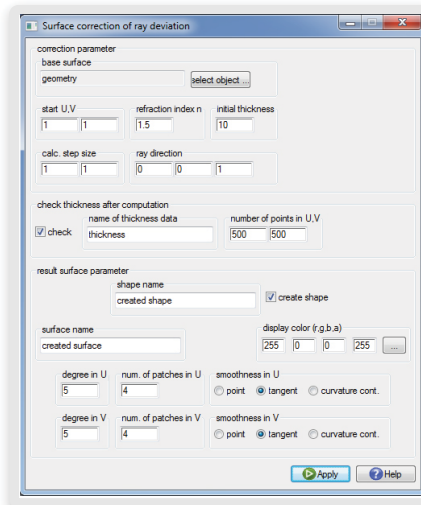 Surface correction of ray deviation
correction parameter
base surface
geometry
select object ...
start U,V
refraction index n
initial thickness
1 1 1.5 10
calc. step size
ray direction
1 1 0 0 1
check thickness after computation
name of thickness data
number of points in U,V
check thickness 500 500
result surface parameter
shape name
created shape
create shape
surface name
display color (r,g,b,a)
created surface 255 0 0 255 ...
degree in U
num. of patches in U
smoothness in U
5 4 point tangent curvature cont.
degree in V
num. of patches in V
smoothness in V
5 4 point tangent curvature cont.
Apply
Help